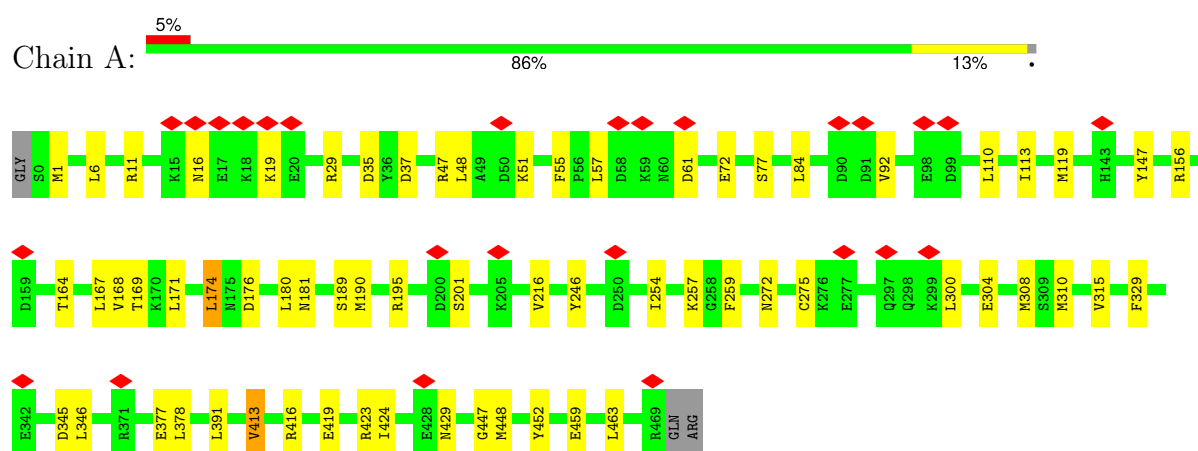 5%
Chain A:
86% 13% •
GLY S0 M1 L6 R11 K15 N16 E17 K18 K19 E20 R29 D35 Y36 D37 R47 L48 A49 D50 K51 F55 P56 L57 D58 K59 N60 D61 E72 S77 L84 D90 D91 V92 E98 D99 L110 I113 M119 H143 Y147 R156
D159 T164 L167 V168 T169 K170 L171 L174 N175 D176 L180 N181 S189 M190 R195 D200 S201 K205 V216 Y246 D250 I254 K257 G258 F259 N272 C275 K276 E277 Q297 Q298 K299 L300 E304 M308 S309 M310 V315 F329
E342 D345 L346 R371 E377 L378 L391 V413 R416 E419 R423 I424 E428 N429 G447 M448 Y452 E459 L463 R469 GLN ARG